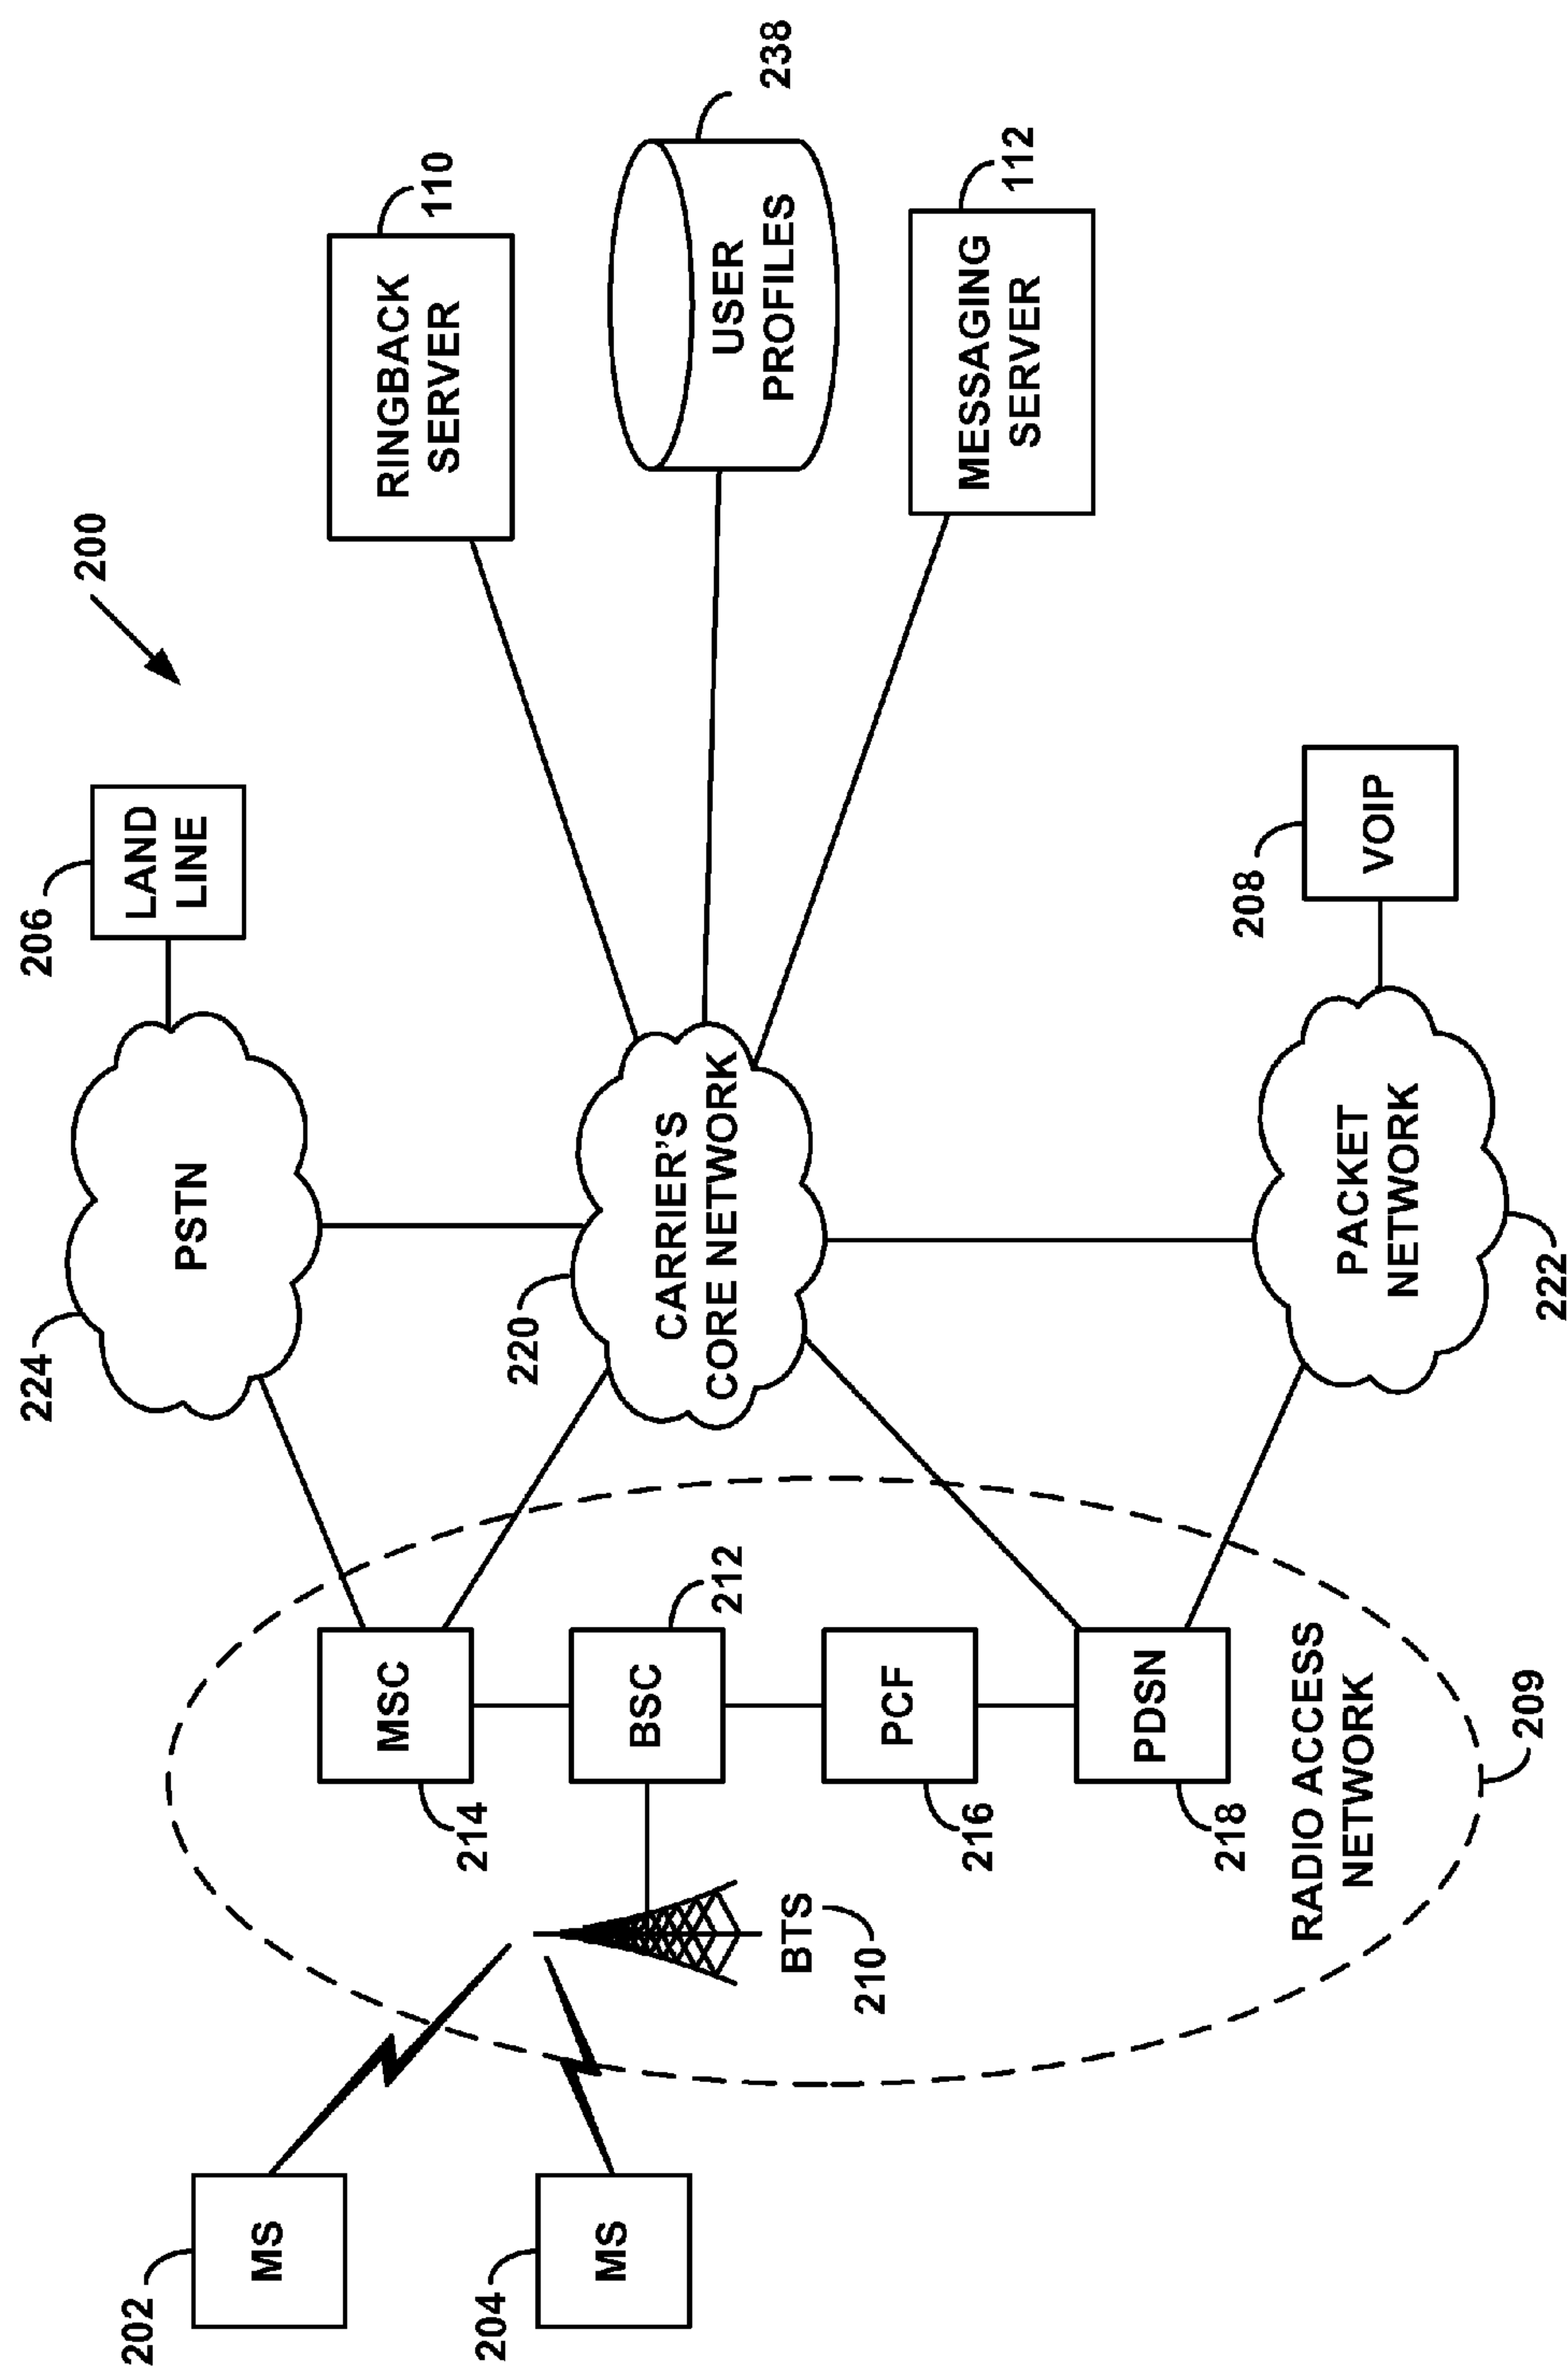 200
206
LAND
LINE
224
PSTN
RINGBACK
SERVER
110
220
CARRIER'S
CORE NETWORK
USER
PROFILES
238
MESSAGING
SERVER
112
202
MS
204
MS
MSC
214
BSC
212
BTS
210
PCF
216
PDSN
218
RADIO ACCESS
NETWORK
209
PACKET
NETWORK
222
208
VOIP